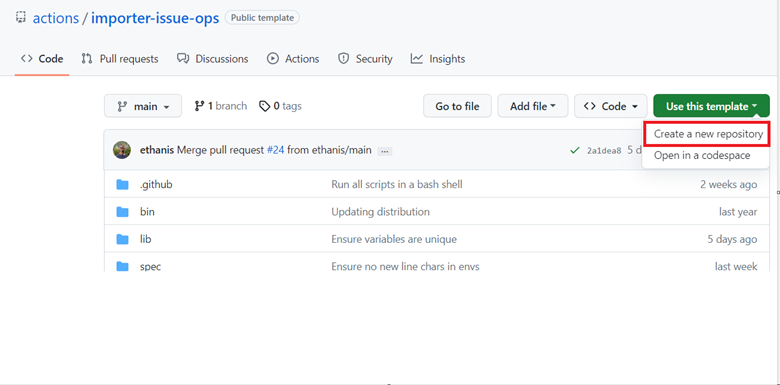 actions / importer-issue-ops Public template
Code Pull requests Discussions Actions Security Insights
main 1 branch 0 tags Go to file Add file Code Use this template
Create a new repository
Open in a codespace
ethanis Merge pull request #24 from ethanis/main ... 2a1dea8 5 d
.github Run all scripts in a bash shell 2 weeks ago
bin Updating distribution last year
lib Ensure variables are unique 5 days ago
spec Ensure no new line chars in envs last week